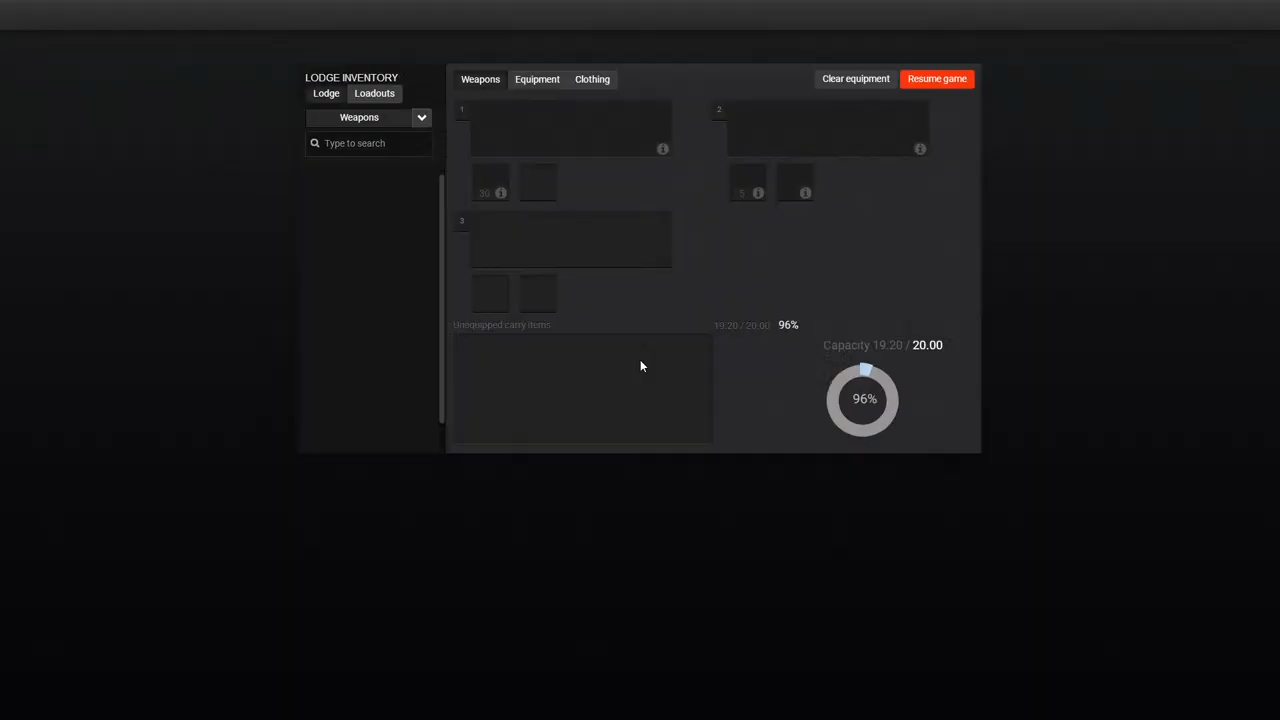 LODGE INVENTORY
Lodge Loadouts
Weapons
Type to search
Weapons Equipment Clothing
Clear equipment Resume game
1
2
30
5
3
Unequipped carry items
19.20 / 20.00 96%
Capacity 19.20 / 20.00
96%